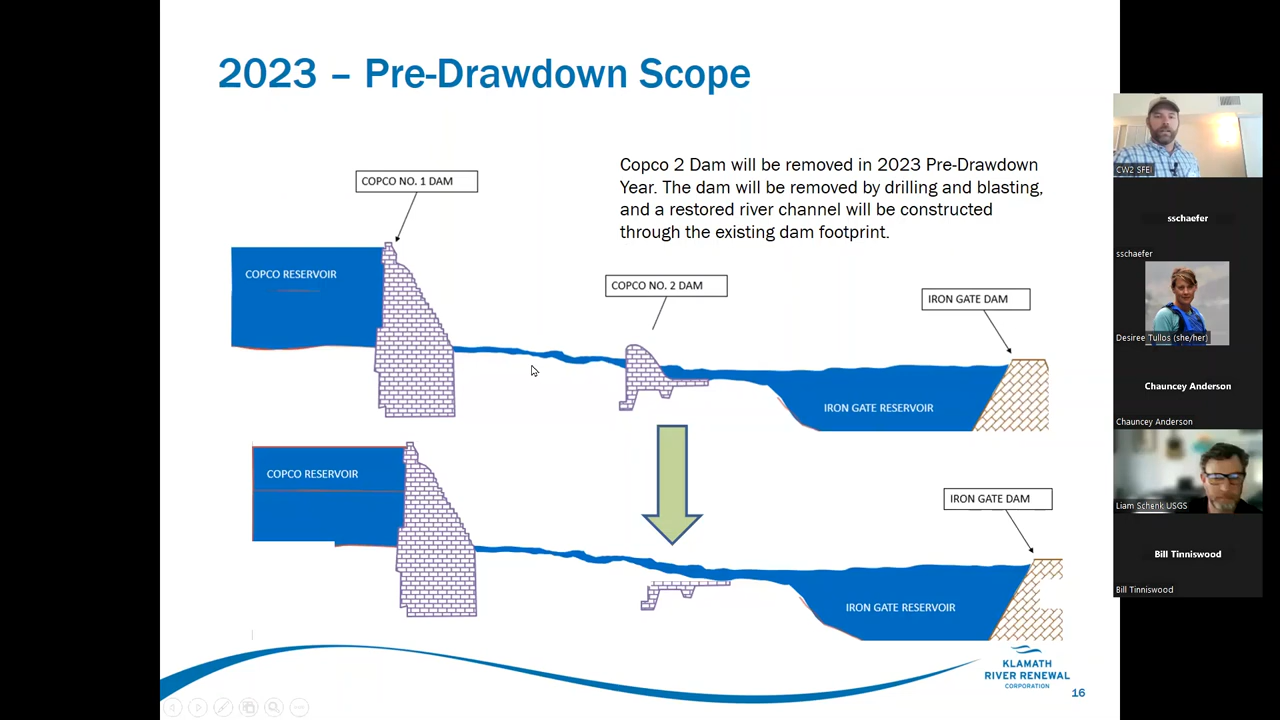 2023 – Pre-Drawdown Scope
Copco 2 Dam will be removed in 2023 Pre-Drawdown
Year. The dam will be removed by drilling and blasting,
and a restored river channel will be constructed
through the existing dam footprint.
COPCO NO. 1 DAM
COPCO RESERVOIR
COPCO NO. 2 DAM
IRON GATE DAM
IRON GATE RESERVOIR
COPCO RESERVOIR
IRON GATE DAM
IRON GATE RESERVOIR
KLAMATH
RIVER RENEWAL
CORPORATION
16
CW2 SFEI
sschaefer
sschaefer
Desiree Tullos (she/her)
Chauncey Anderson
Chauncey Anderson
Liam Schenk USGS
Bill Tinniswood
Bill Tinniswood